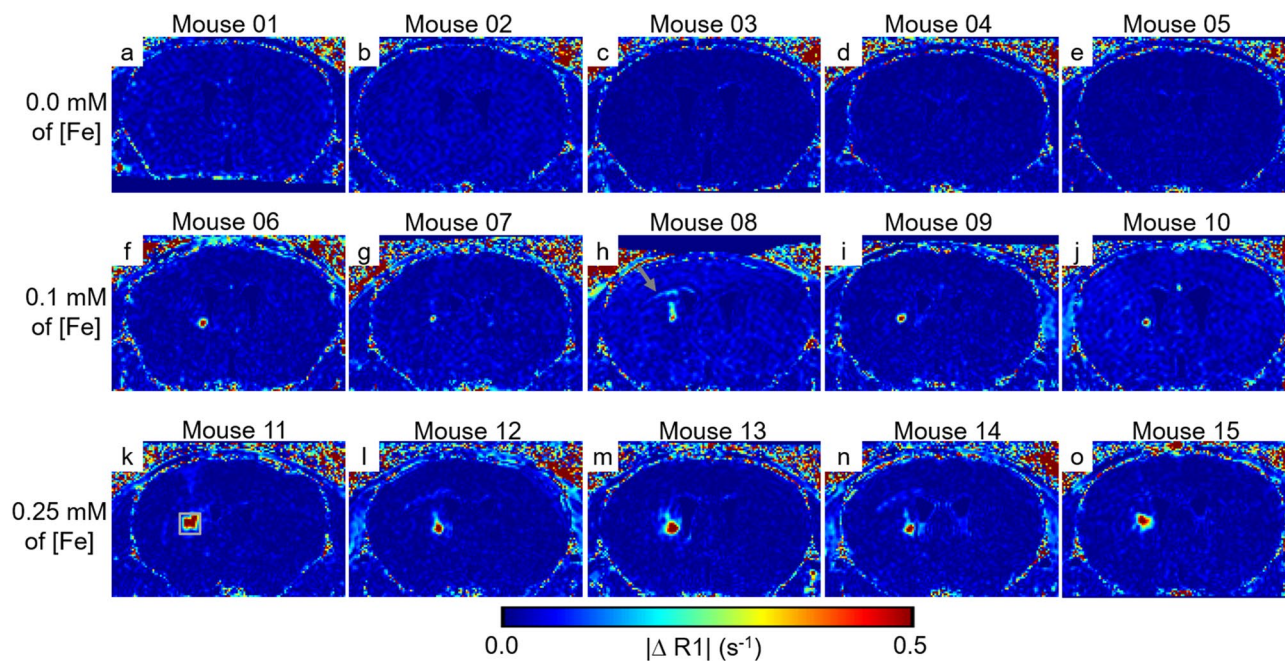 Mouse 01 Mouse 02 Mouse 03 Mouse 04 Mouse 05
a b c d e
0.0 mM
of [Fe]
Mouse 06 Mouse 07 Mouse 08 Mouse 09 Mouse 10
f g h i j
0.1 mM
of [Fe]
Mouse 11 Mouse 12 Mouse 13 Mouse 14 Mouse 15
k l m n o
0.25 mM
of [Fe]
0.0 |Δ R1| (s⁻¹) 0.5